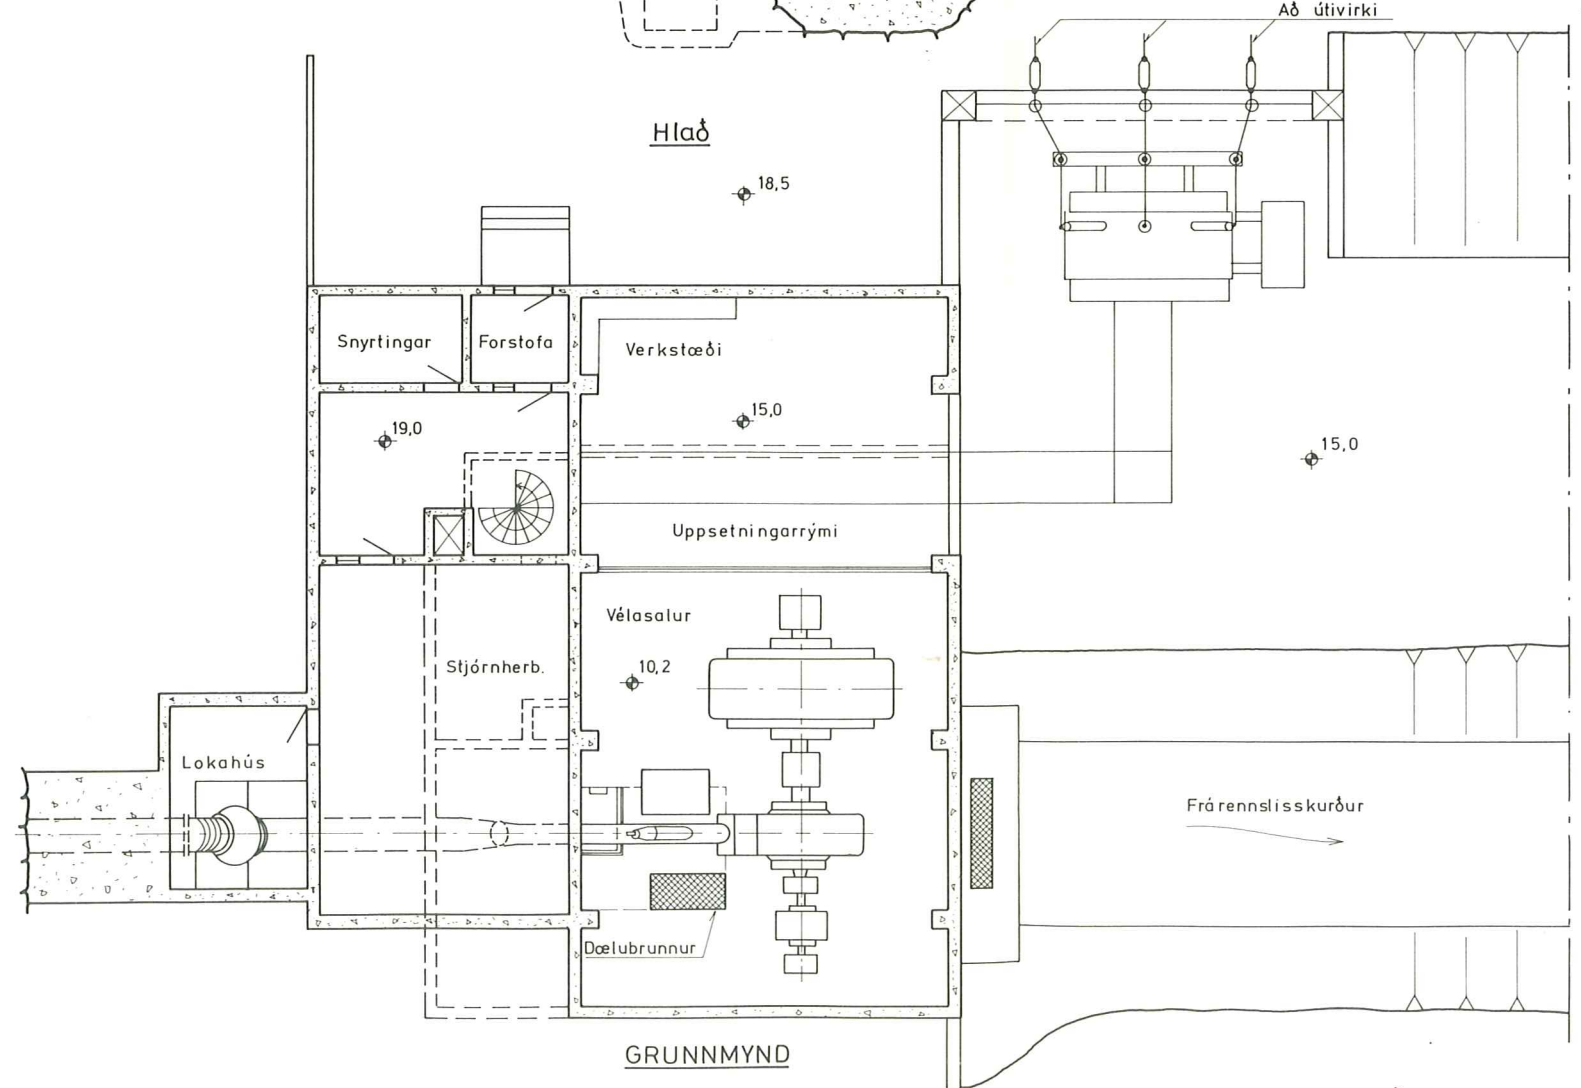 Að útivirki
Hlað
18,5
Snyrtingar
Forstofa
Verkstæði
15,0
19,0
15,0
Uppsetningarrými
Vélasalur
Stjórnherb.
10,2
Lokahús
Frárennslisskurður
Dælubrunnur
GRUNNMYND